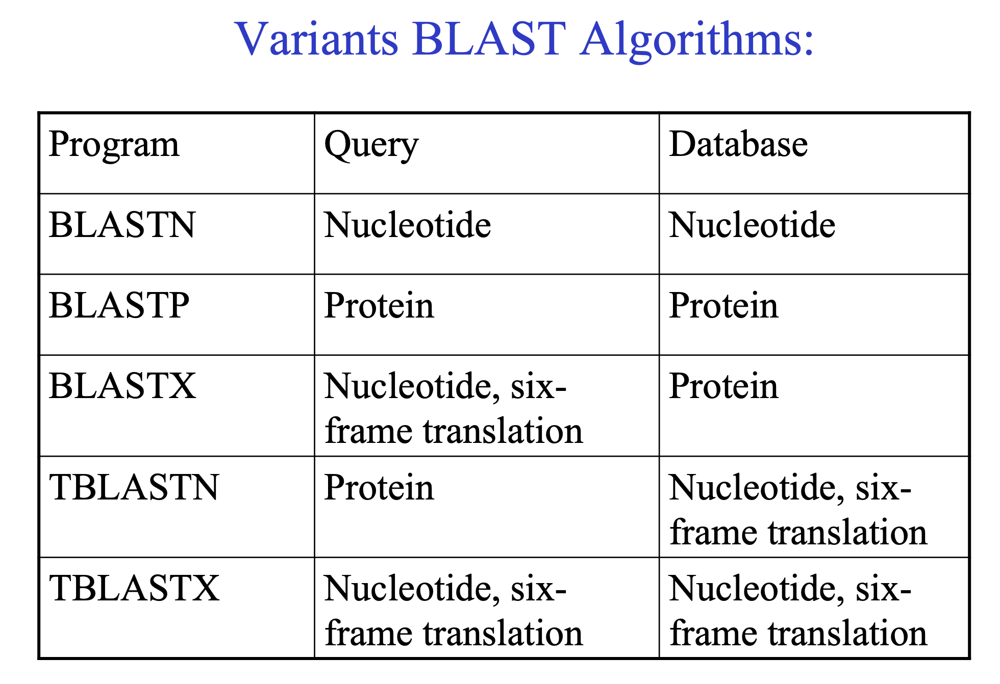 Variants BLAST Algorithms:
Program Query Database
BLASTN Nucleotide Nucleotide
BLASTP Protein Protein
BLASTX Nucleotide, six- Protein
frame translation
TBLASTN Protein Nucleotide, six-
frame translation
TBLASTX Nucleotide, six- Nucleotide, six-
frame translation frame translation